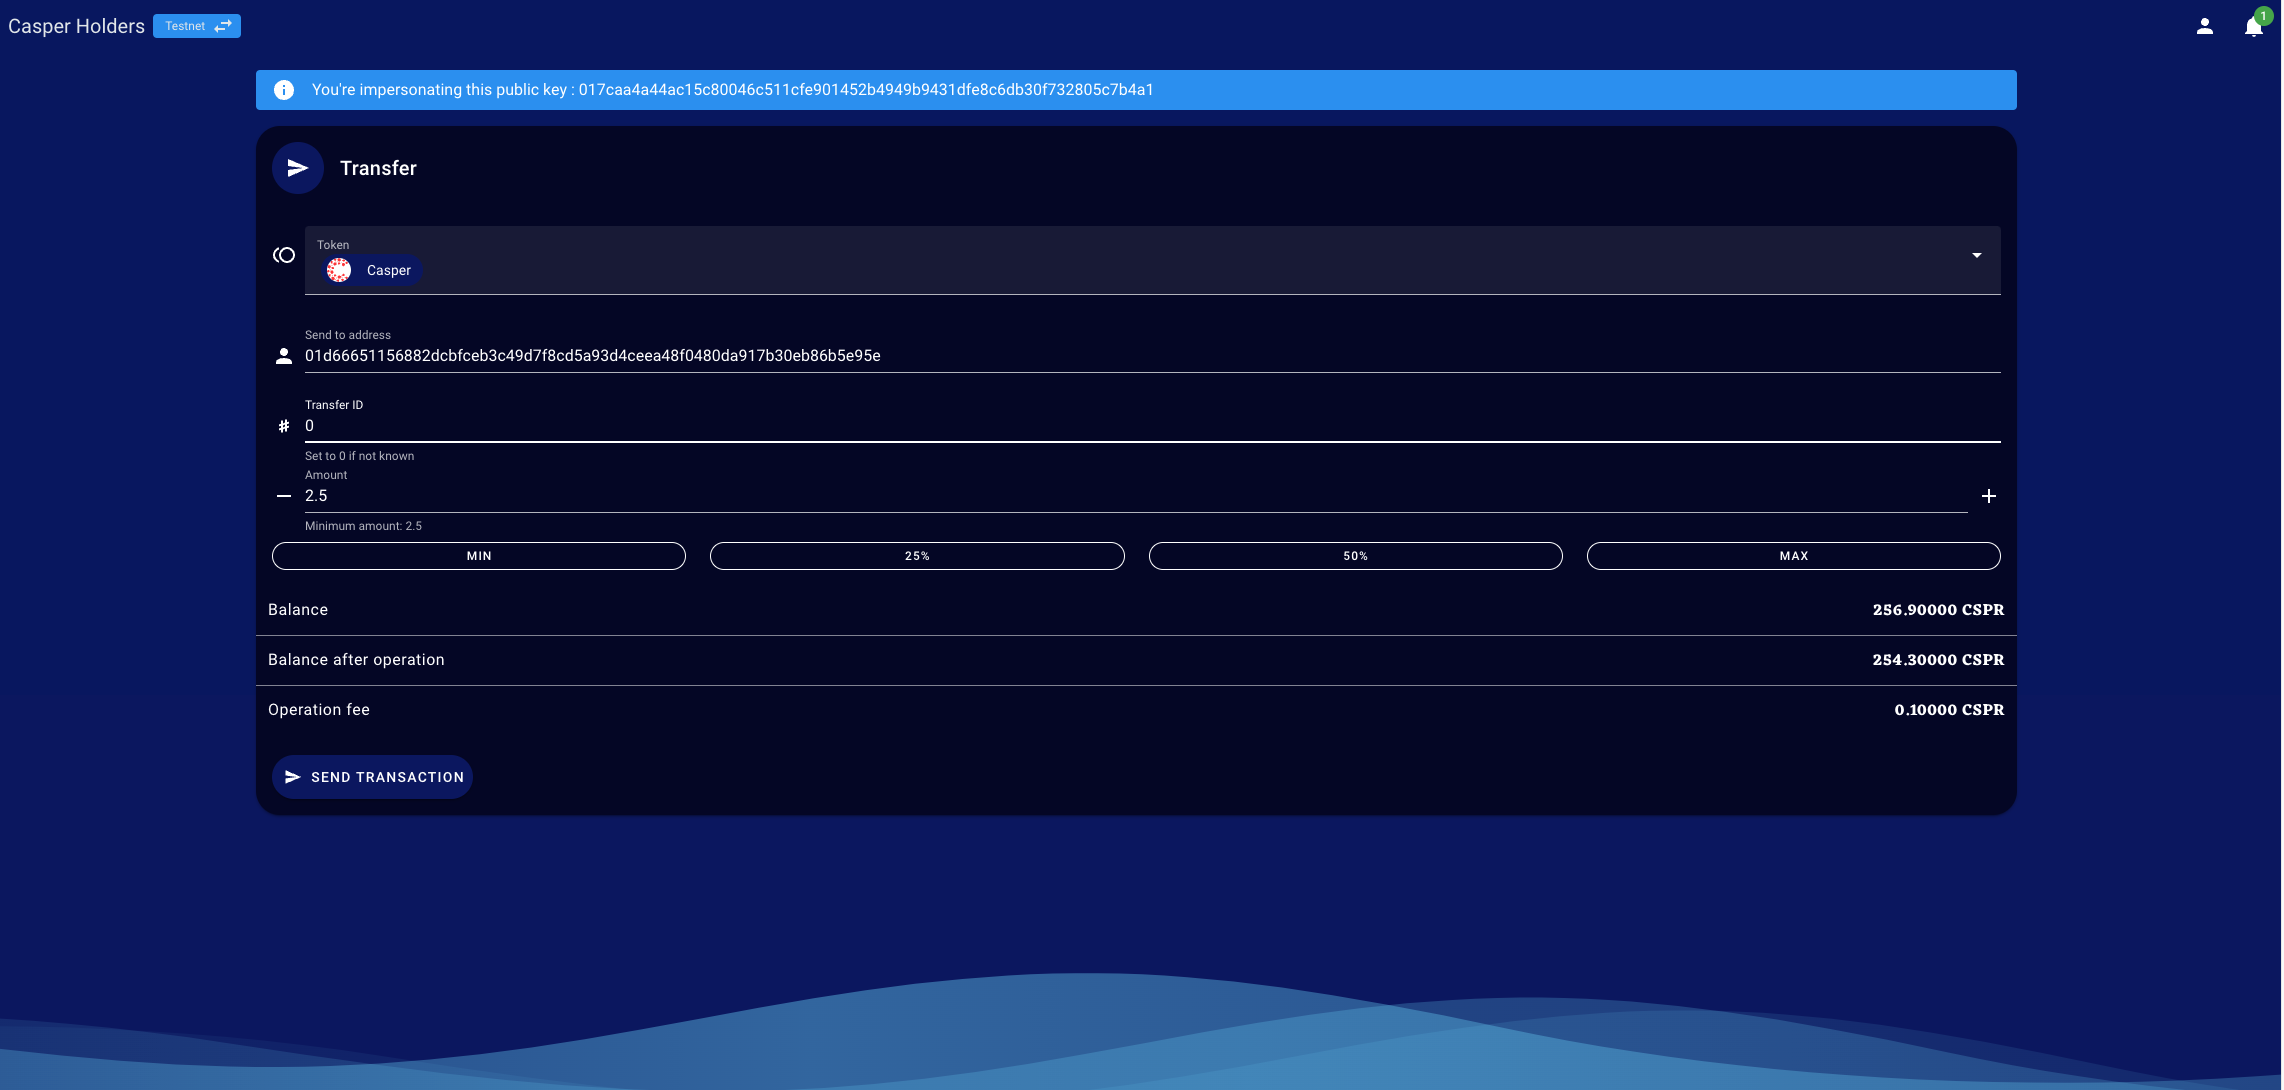 Casper Holders
Testnet
1
You're impersonating this public key : 017caa4a44ac15c80046c511cfe901452b4949b9431dfe8c6db30f732805c7b4a1
Transfer
Token
Casper
Send to address
01d66651156882dcbfceb3c49d7f8cd5a93d4ceea48f0480da917b30eb86b5e95e
Transfer ID
0
Set to 0 if not known
Amount
2.5
Minimum amount: 2.5
MIN 25% 50% MAX
Balance 256.90000 CSPR
Balance after operation 254.30000 CSPR
Operation fee 0.10000 CSPR
SEND TRANSACTION